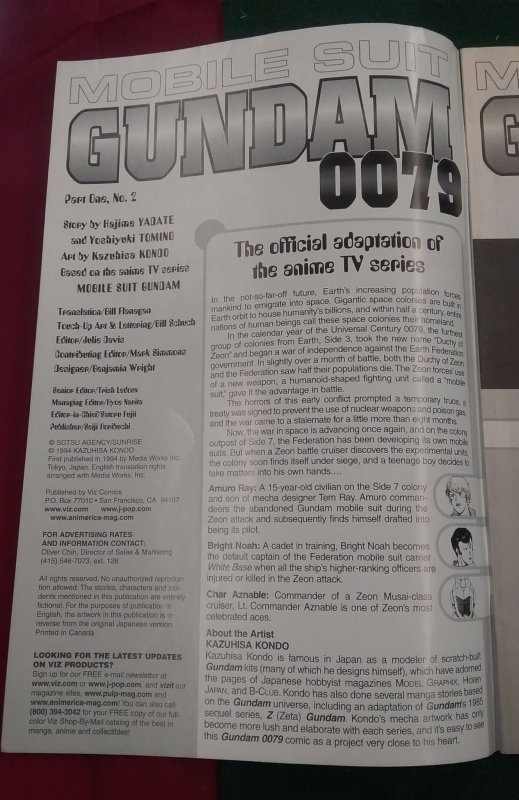 MOBILE SUIT
GUNDAM
0079
Part One, No. 2
Story by Hajime YADATE
and Yoshiyuki TOMINO
Art by Kazuhisa KONDO
Based on the anime TV series
MOBILE SUIT GUNDAM
Translation/Bill Flanagan
Touch-Up Art & Lettering/Bill Schuch
Editor/Julie Davis
Contributing Editor/Mark Simmons
Designer/Benjamin Wright
Senior Editor/Trish Ledoux
Managing Editor/Hyoe Narita
Editor-in-Chief/Satoru Fujii
Publisher/Seiji Horibuchi
© SOTSU AGENCY/SUNRISE
© 1994 KAZUHISA KONDO
First published in 1994 by Media Works Inc.,
Tokyo, Japan. English translation rights
arranged with Media Works, Inc.
Published by Viz Comics
P.O. Box 77010 • San Francisco, CA 94107
www.viz.com www.j-pop.com
www.animerica-mag.com
FOR ADVERTISING RATES
AND INFORMATION CONTACT:
Oliver Chin, Director of Sales & Marketing
(415) 546-7073, ext. 128
All rights reserved. No unauthorized reproduc-
tion allowed. The stories, characters and inci-
dents mentioned in this publication are entirely
fictional. For the purposes of publication in
English, the artwork in this publication is in
reverse from the original Japanese version.
Printed in Canada
LOOKING FOR THE LATEST UPDATES
ON VIZ PRODUCTS?
Sign up for our FREE e-mail newsletter at
www.viz.com or www.j-pop.com, and visit our
magazine sites, www.pulp-mag.com and
www.animerica-mag.com! You can also call
(800) 394-3042 for your FREE copy of our full-
color Viz Shop-By-Mail catalog of the best in
manga, anime and collectibles!
The official adaptation of
the anime TV series
In the not-so-far-off future, Earth's increasing population forces
mankind to emigrate into space. Gigantic space colonies are built in
Earth orbit to house humanity's billions, and within half a century, entire
nations of human beings call these space colonies their homeland.
In the calendar year of the Universal Century 0079, the furthest
group of colonies from Earth, Side 3, took the new name "Duchy of
Zeon" and began a war of independence against the Earth Federation
government. In slightly over a month of battle, both the Duchy of Zeon
and the Federation saw half their populations die. The Zeon forces' use
of a new weapon, a humanoid-shaped fighting unit called a "mobile
suit," gave it the advantage in battle.
The horrors of this early conflict prompted a temporary truce, a
treaty was signed to prevent the use of nuclear weapons and poison gas,
and the war came to a stalemate for a little more than eight months.
Now, the war in space is advancing once again, and on the colony
outpost of Side 7, the Federation has been developing its own mobile
suits. But when a Zeon battle cruiser discovers the experimental units,
the colony soon finds itself under siege, and a teenage boy decides to
take matters into his own hands....
Amuro Ray: A 15-year-old civilian on the Side 7 colony
and son of mecha designer Tem Ray. Amuro comman-
deers the abandoned Gundam mobile suit during the
Zeon attack and subsequently finds himself drafted into
being its pilot.
Bright Noah: A cadet in training, Bright Noah becomes
the default captain of the Federation mobile suit carrier
White Base when all the ship's higher-ranking officers are
injured or killed in the Zeon attack.
Char Aznable: Commander of a Zeon Musai-class
cruiser, Lt. Commander Aznable is one of Zeon's most
celebrated aces.
About the Artist
KAZUHISA KONDO
Kazuhisa Kondo is famous in Japan as a modeler of scratch-built
Gundam kits (many of which he designs himself), which have adorned
the pages of Japanese hobbyist magazines MODEL GRAPHIX, HOBBY
JAPAN, and B-CLUB. Kondo has also done several manga stories based
on the Gundam universe, including an adaptation of Gundam's 1985
sequel series, Z (Zeta) Gundam. Kondo's mecha artwork has only
become more lush and elaborate with each series, and it's easy to see
this Gundam 0079 comic as a project very close to his heart.
M
G